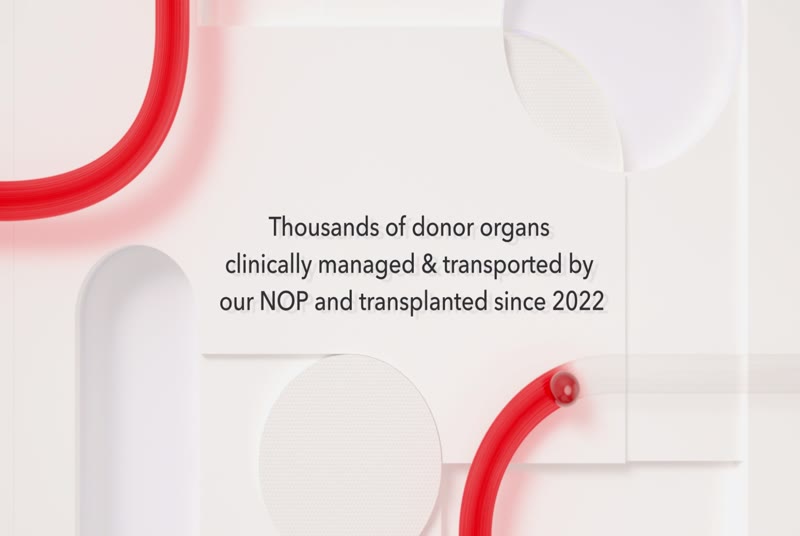 Thousands of donor organs
clinically managed & transported by
our NOP and transplanted since 2022